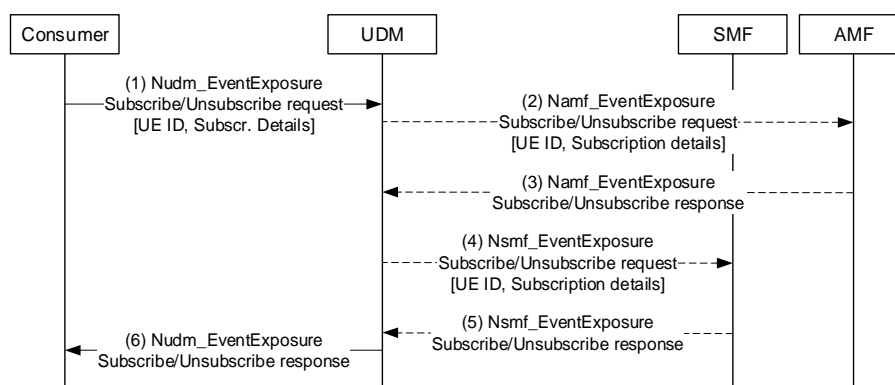 Consumer
UDM
SMF
AMF
(1) Nudm_EventExposure
Subscribe/Unsubscribe request
[UE ID, Subscr. Details]
(2) Namf_EventExposure
Subscribe/Unsubscribe request
[UE ID, Subscription details]
(3) Namf_EventExposure
Subscribe/Unsubscribe response
(4) Nsmf_EventExposure
Subscribe/Unsubscribe request
[UE ID, Subscription details]
(5) Nsmf_EventExposure
Subscribe/Unsubscribe response
(6) Nudm_EventExposure
Subscribe/Unsubscribe response